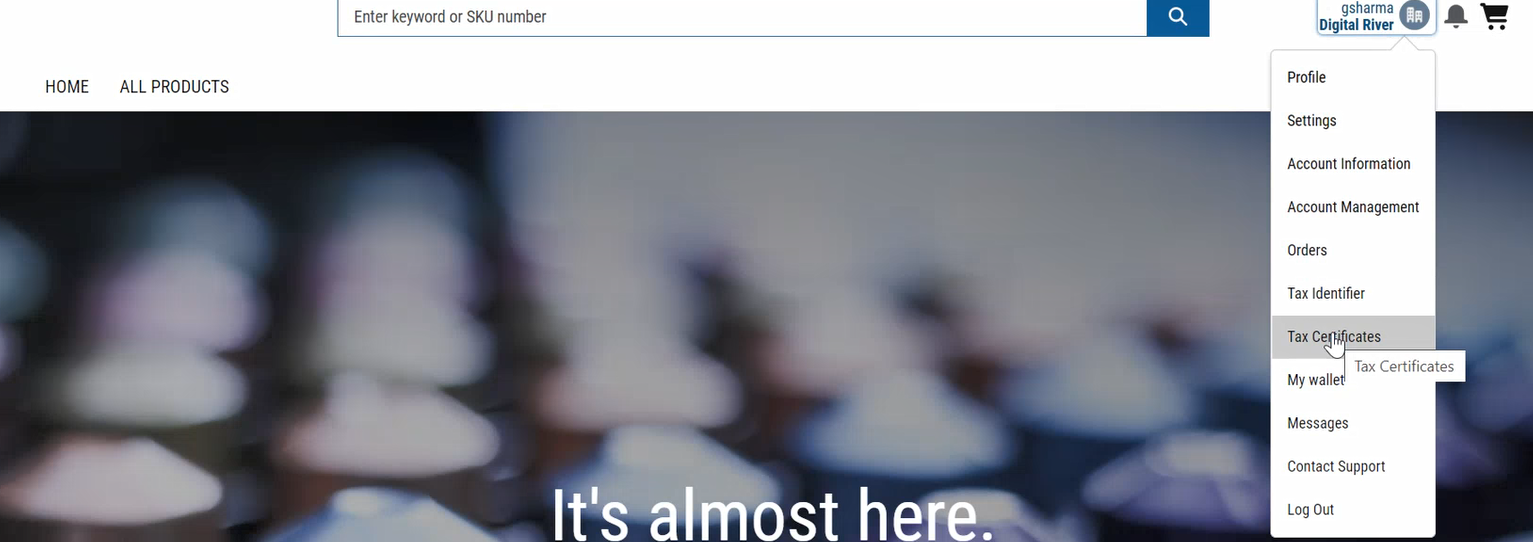 Enter keyword or SKU number
gsharma
Digital River
HOME
ALL PRODUCTS
Profile
Settings
Account Information
Account Management
Orders
Tax Identifier
Tax Certificates
Tax Certificates
My wallet
Messages
Contact Support
Log Out
It's almost here.